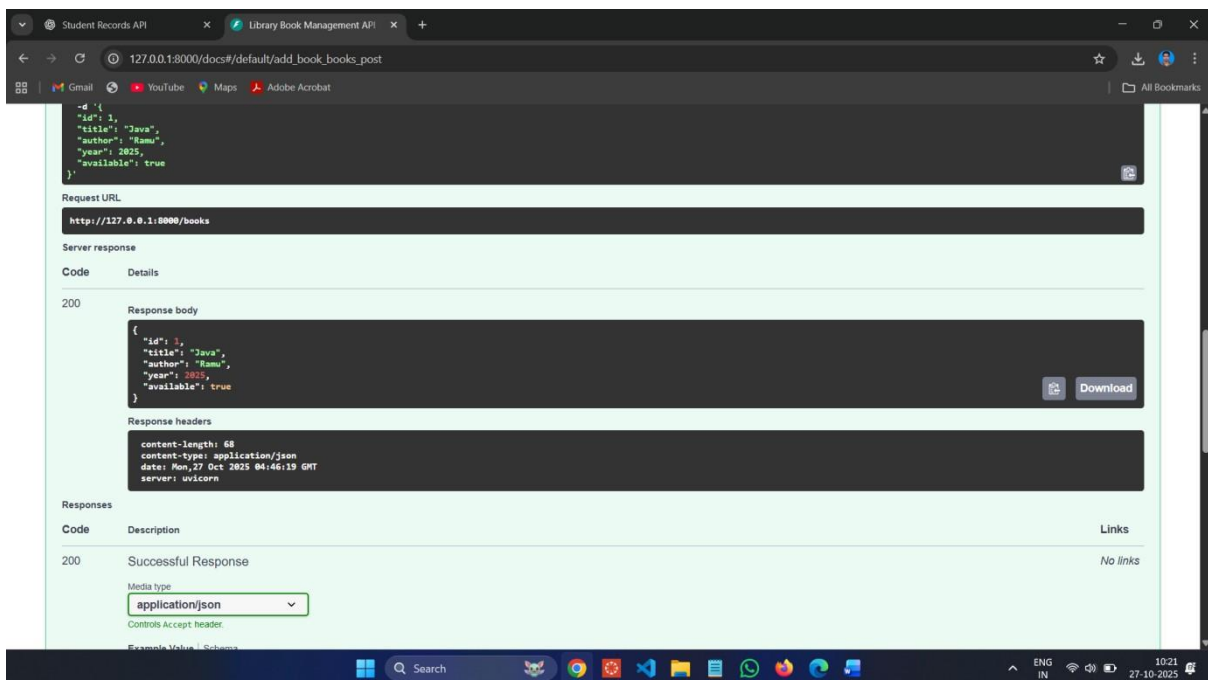 Student Records API
Library Book Management API
127.0.0.1:8000/docs#/default/add_book_books_post
Gmail
YouTube
Maps
Adobe Acrobat
All Bookmarks
-d '{
"id": 1,
"title": "Java",
"author": "Ramu",
"year": 2025,
"available": true
}'
Request URL
http://127.0.0.1:8000/books
Server response
Code Details
200
Response body
{
"id": 1,
"title": "Java",
"author": "Ramu",
"year": 2025,
"available": true
}
Download
Response headers
content-length: 68
content-type: application/json
date: Mon,27 Oct 2025 04:46:19 GMT
server: uvicorn
Responses
Code Description Links
200 Successful Response No links
Media type
application/json
Controls Accept header.
Example Value | Schema
Search
ENG
IN
10:21
27-10-2025